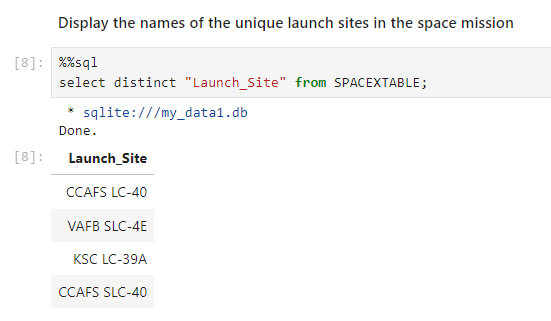 Display the names of the unique launch sites in the space mission
[8]: %%sql
select distinct "Launch_Site" from SPACEXTABLE;
* sqlite:///my_data1.db
Done.
[8]: Launch_Site
CCAFS LC-40
VAFB SLC-4E
KSC LC-39A
CCAFS SLC-40